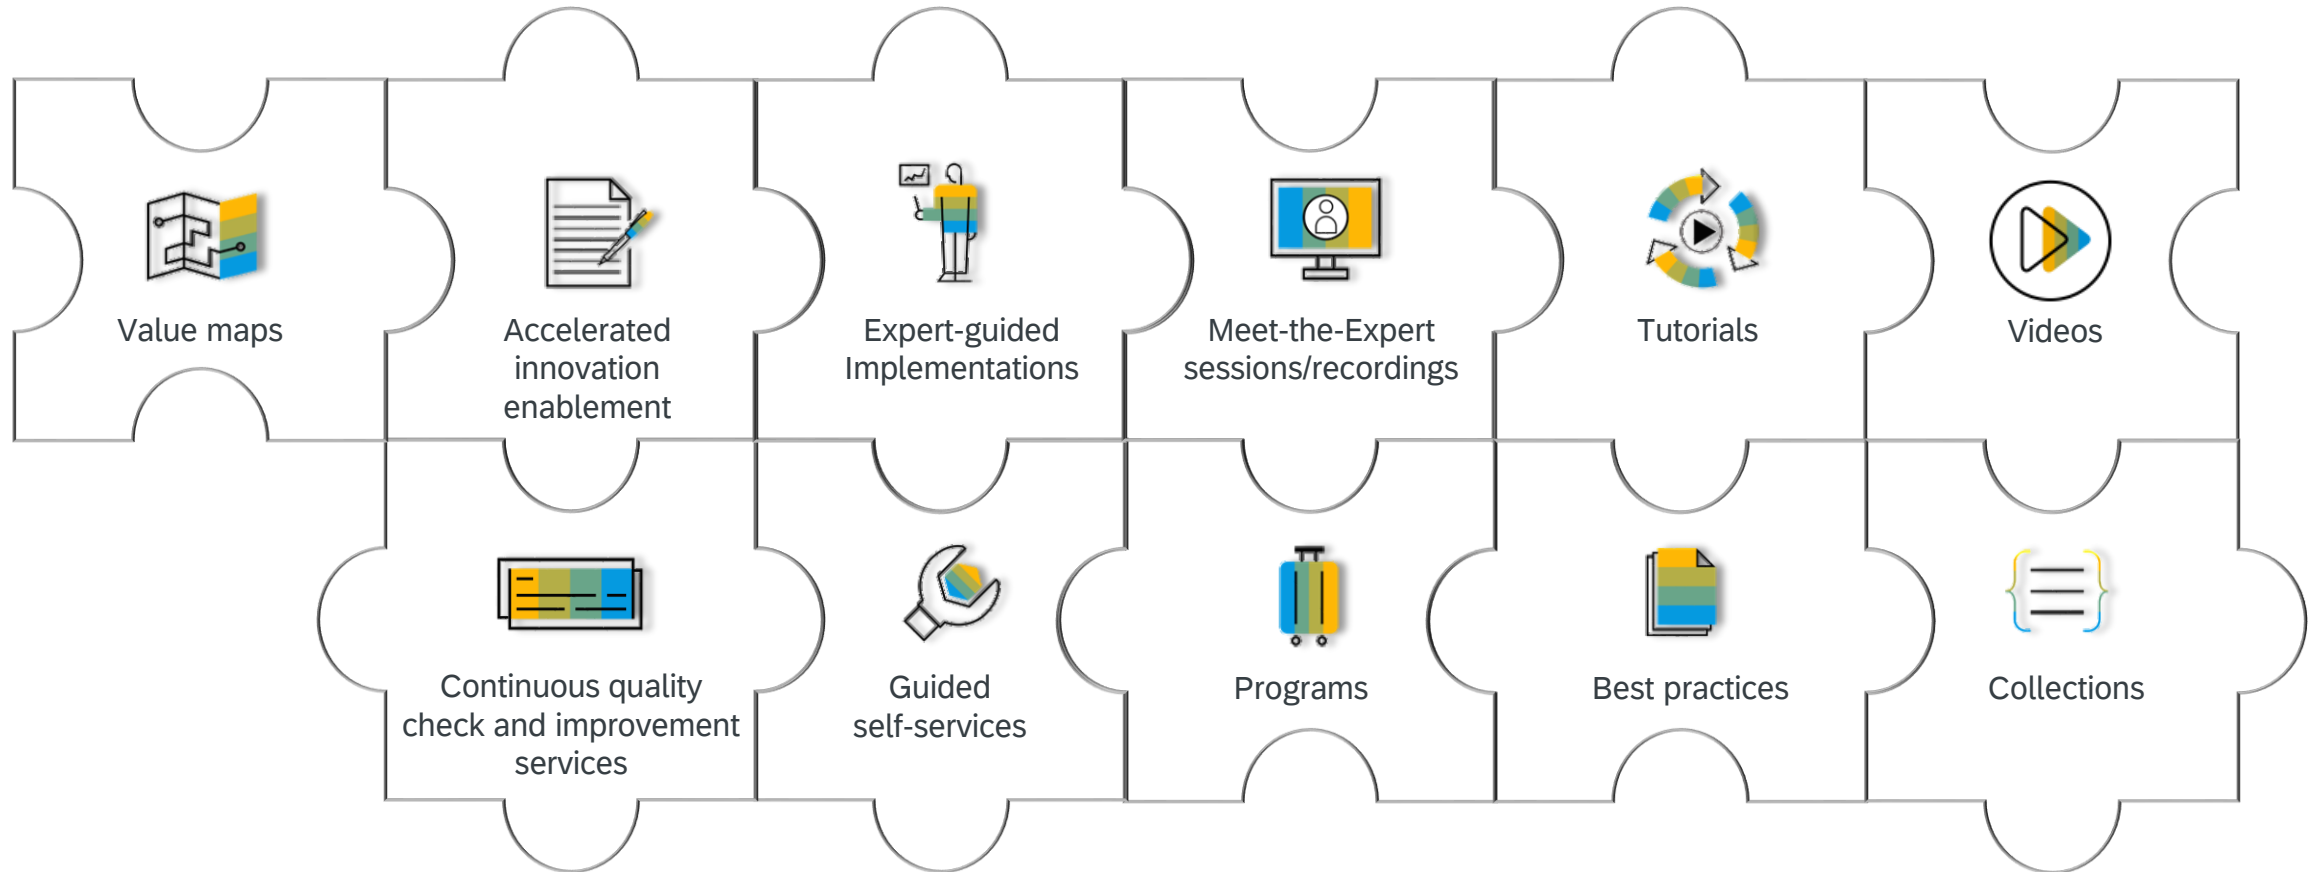 Value maps
Accelerated
innovation
enablement
Expert-guided
Implementations
Meet-the-Expert
sessions/recordings
Tutorials
Videos
Continuous quality
check and improvement
services
Guided
self-services
Programs
Best practices
Collections